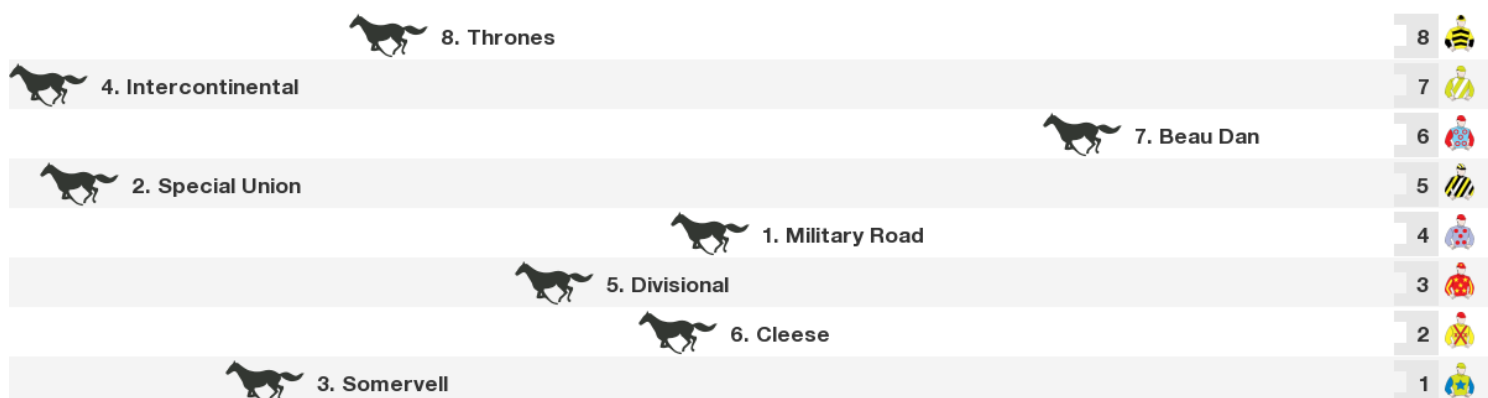 8. Thrones 8
4. Intercontinental 7
7. Beau Dan 6
2. Special Union 5
1. Military Road 4
5. Divisional 3
6. Cleese 2
3. Somervell 1